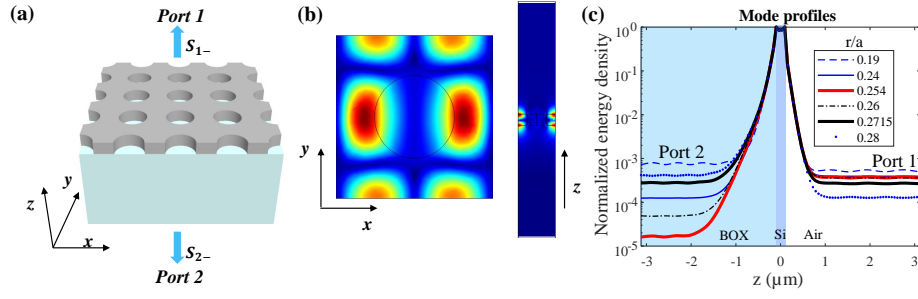 (a)
Port 1
S1−
z
y
x
S2−
Port 2
(b)
y
x
z
(c)
Mode profiles
Normalized energy density
10^0
10^-1
10^-2
10^-3
10^-4
10^-5
r/a
0.19
0.24
0.254
0.26
0.2715
0.28
Port 2
Port 1
BOX
Si
Air
-3 -2 -1 0 1 2 3
z (μm)